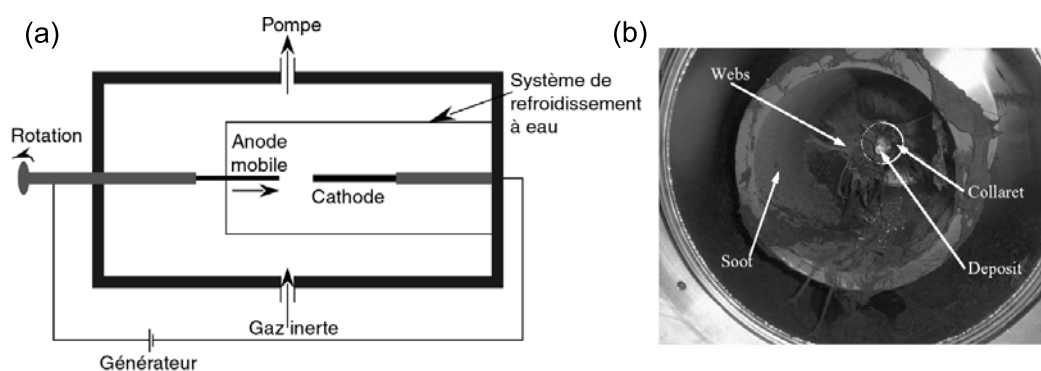 (a)
Pompe
Système de
refroidissement
à eau
Rotation
Anode
mobile
Cathode
Gaz inerte
Générateur
(b)
Webs
Collaret
Soot
Deposit